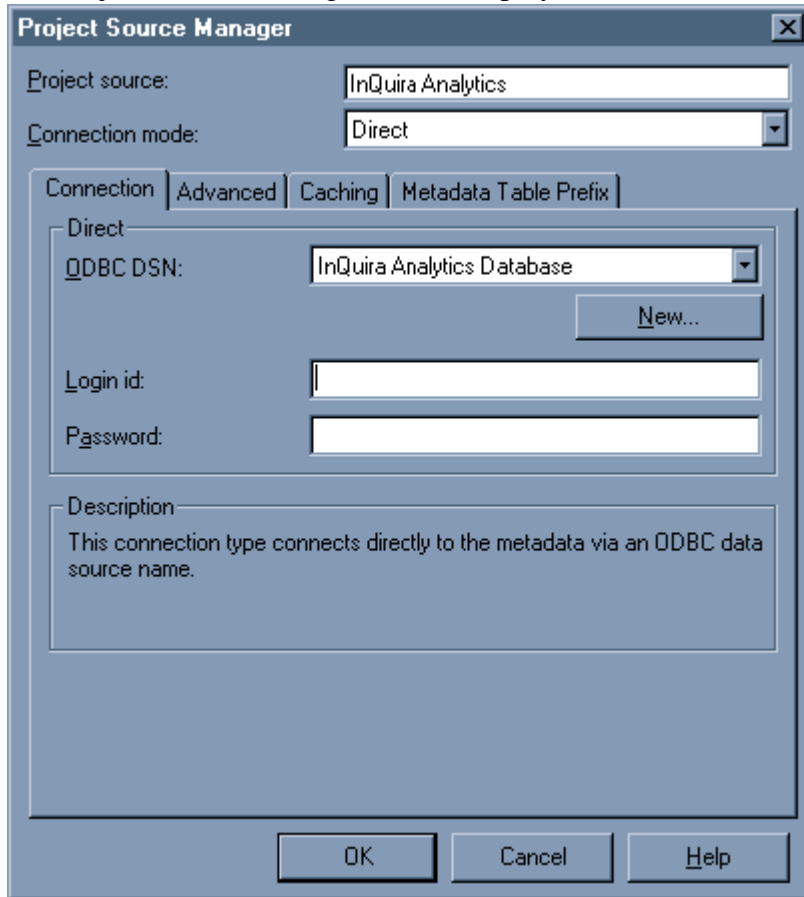 Project Source Manager
Project source: InQuira Analytics
Connection mode: Direct
Connection Advanced Caching Metadata Table Prefix
Direct
ODBC DSN: InQuira Analytics Database
New...
Login id:
Password:
Description
This connection type connects directly to the metadata via an ODBC data
source name.
OK Cancel Help